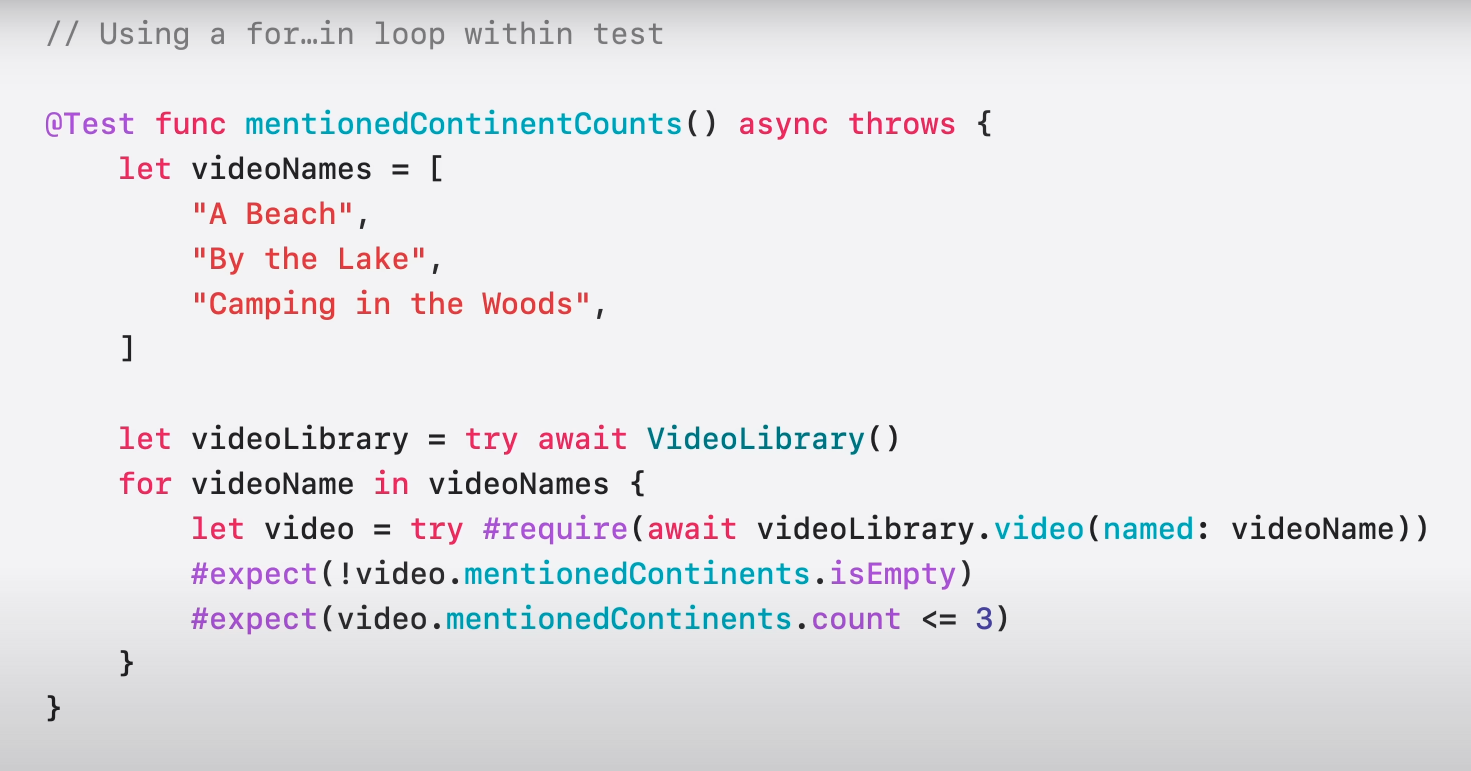 // Using a for…in loop within test
@Test func mentionedContinentCounts() async throws {
    let videoNames = [
        "A Beach",
        "By the Lake",
        "Camping in the Woods",
    ]
    let videoLibrary = try await VideoLibrary()
    for videoName in videoNames {
        let video = try #require(await videoLibrary.video(named: videoName))
        #expect(!video.mentionedContinents.isEmpty)
        #expect(video.mentionedContinents.count <= 3)
    }
}